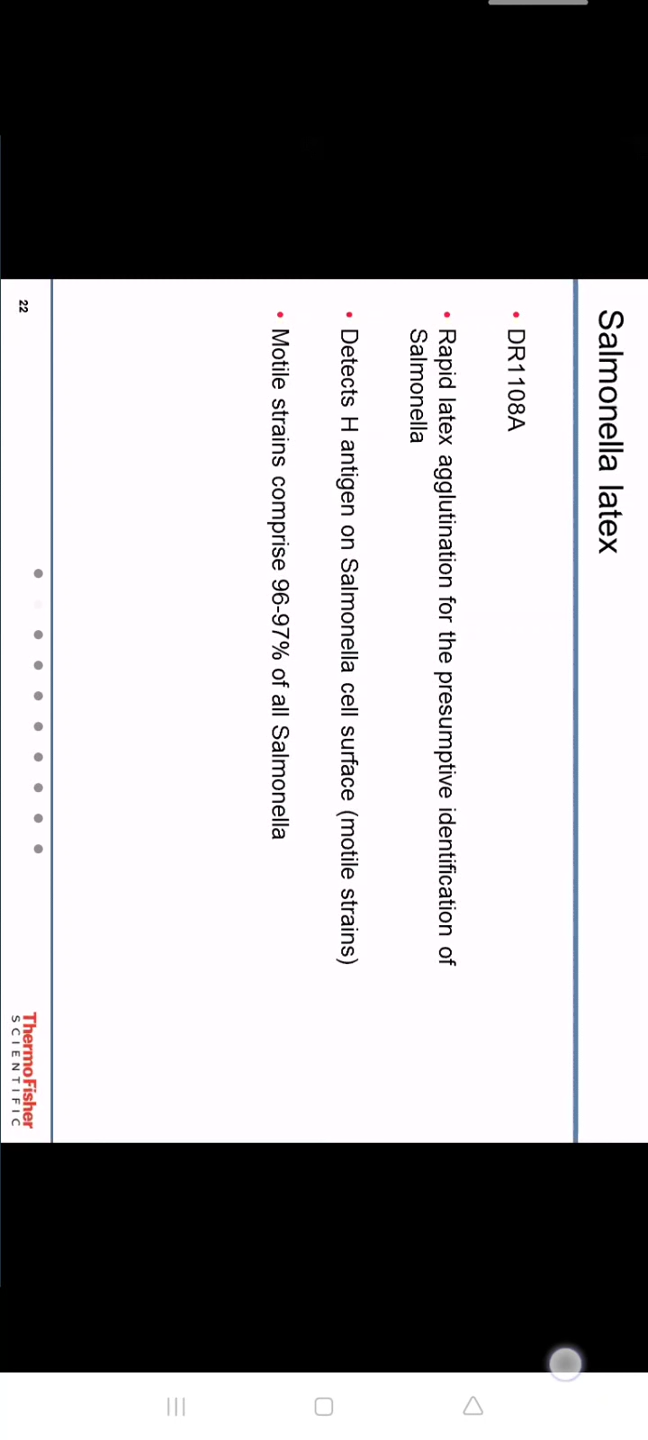 Salmonella latex
• DR1108A
• Rapid latex agglutination for the presumptive identification of
Salmonella
• Detects H antigen on Salmonella cell surface (motile strains)
• Motile strains comprise 96-97% of all Salmonella
22
ThermoFisher
SCIENTIFIC